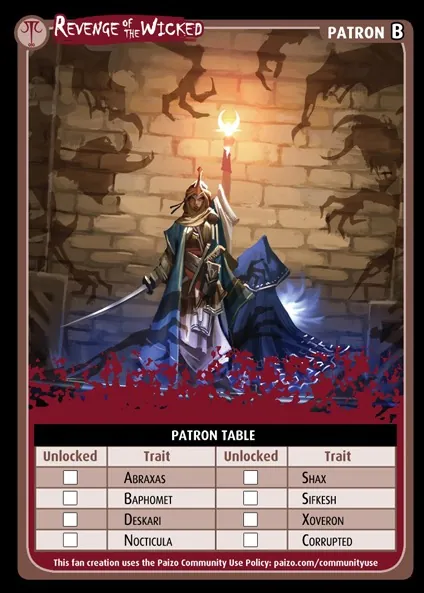 Revenge of the Wicked
PATRON B
PATRON TABLE
Unlocked Trait Unlocked Trait
Abraxas Shax
Baphomet Sifkesh
Deskari Xoveron
Nocticula Corrupted
This fan creation uses the Paizo Community Use Policy: paizo.com/communityuse